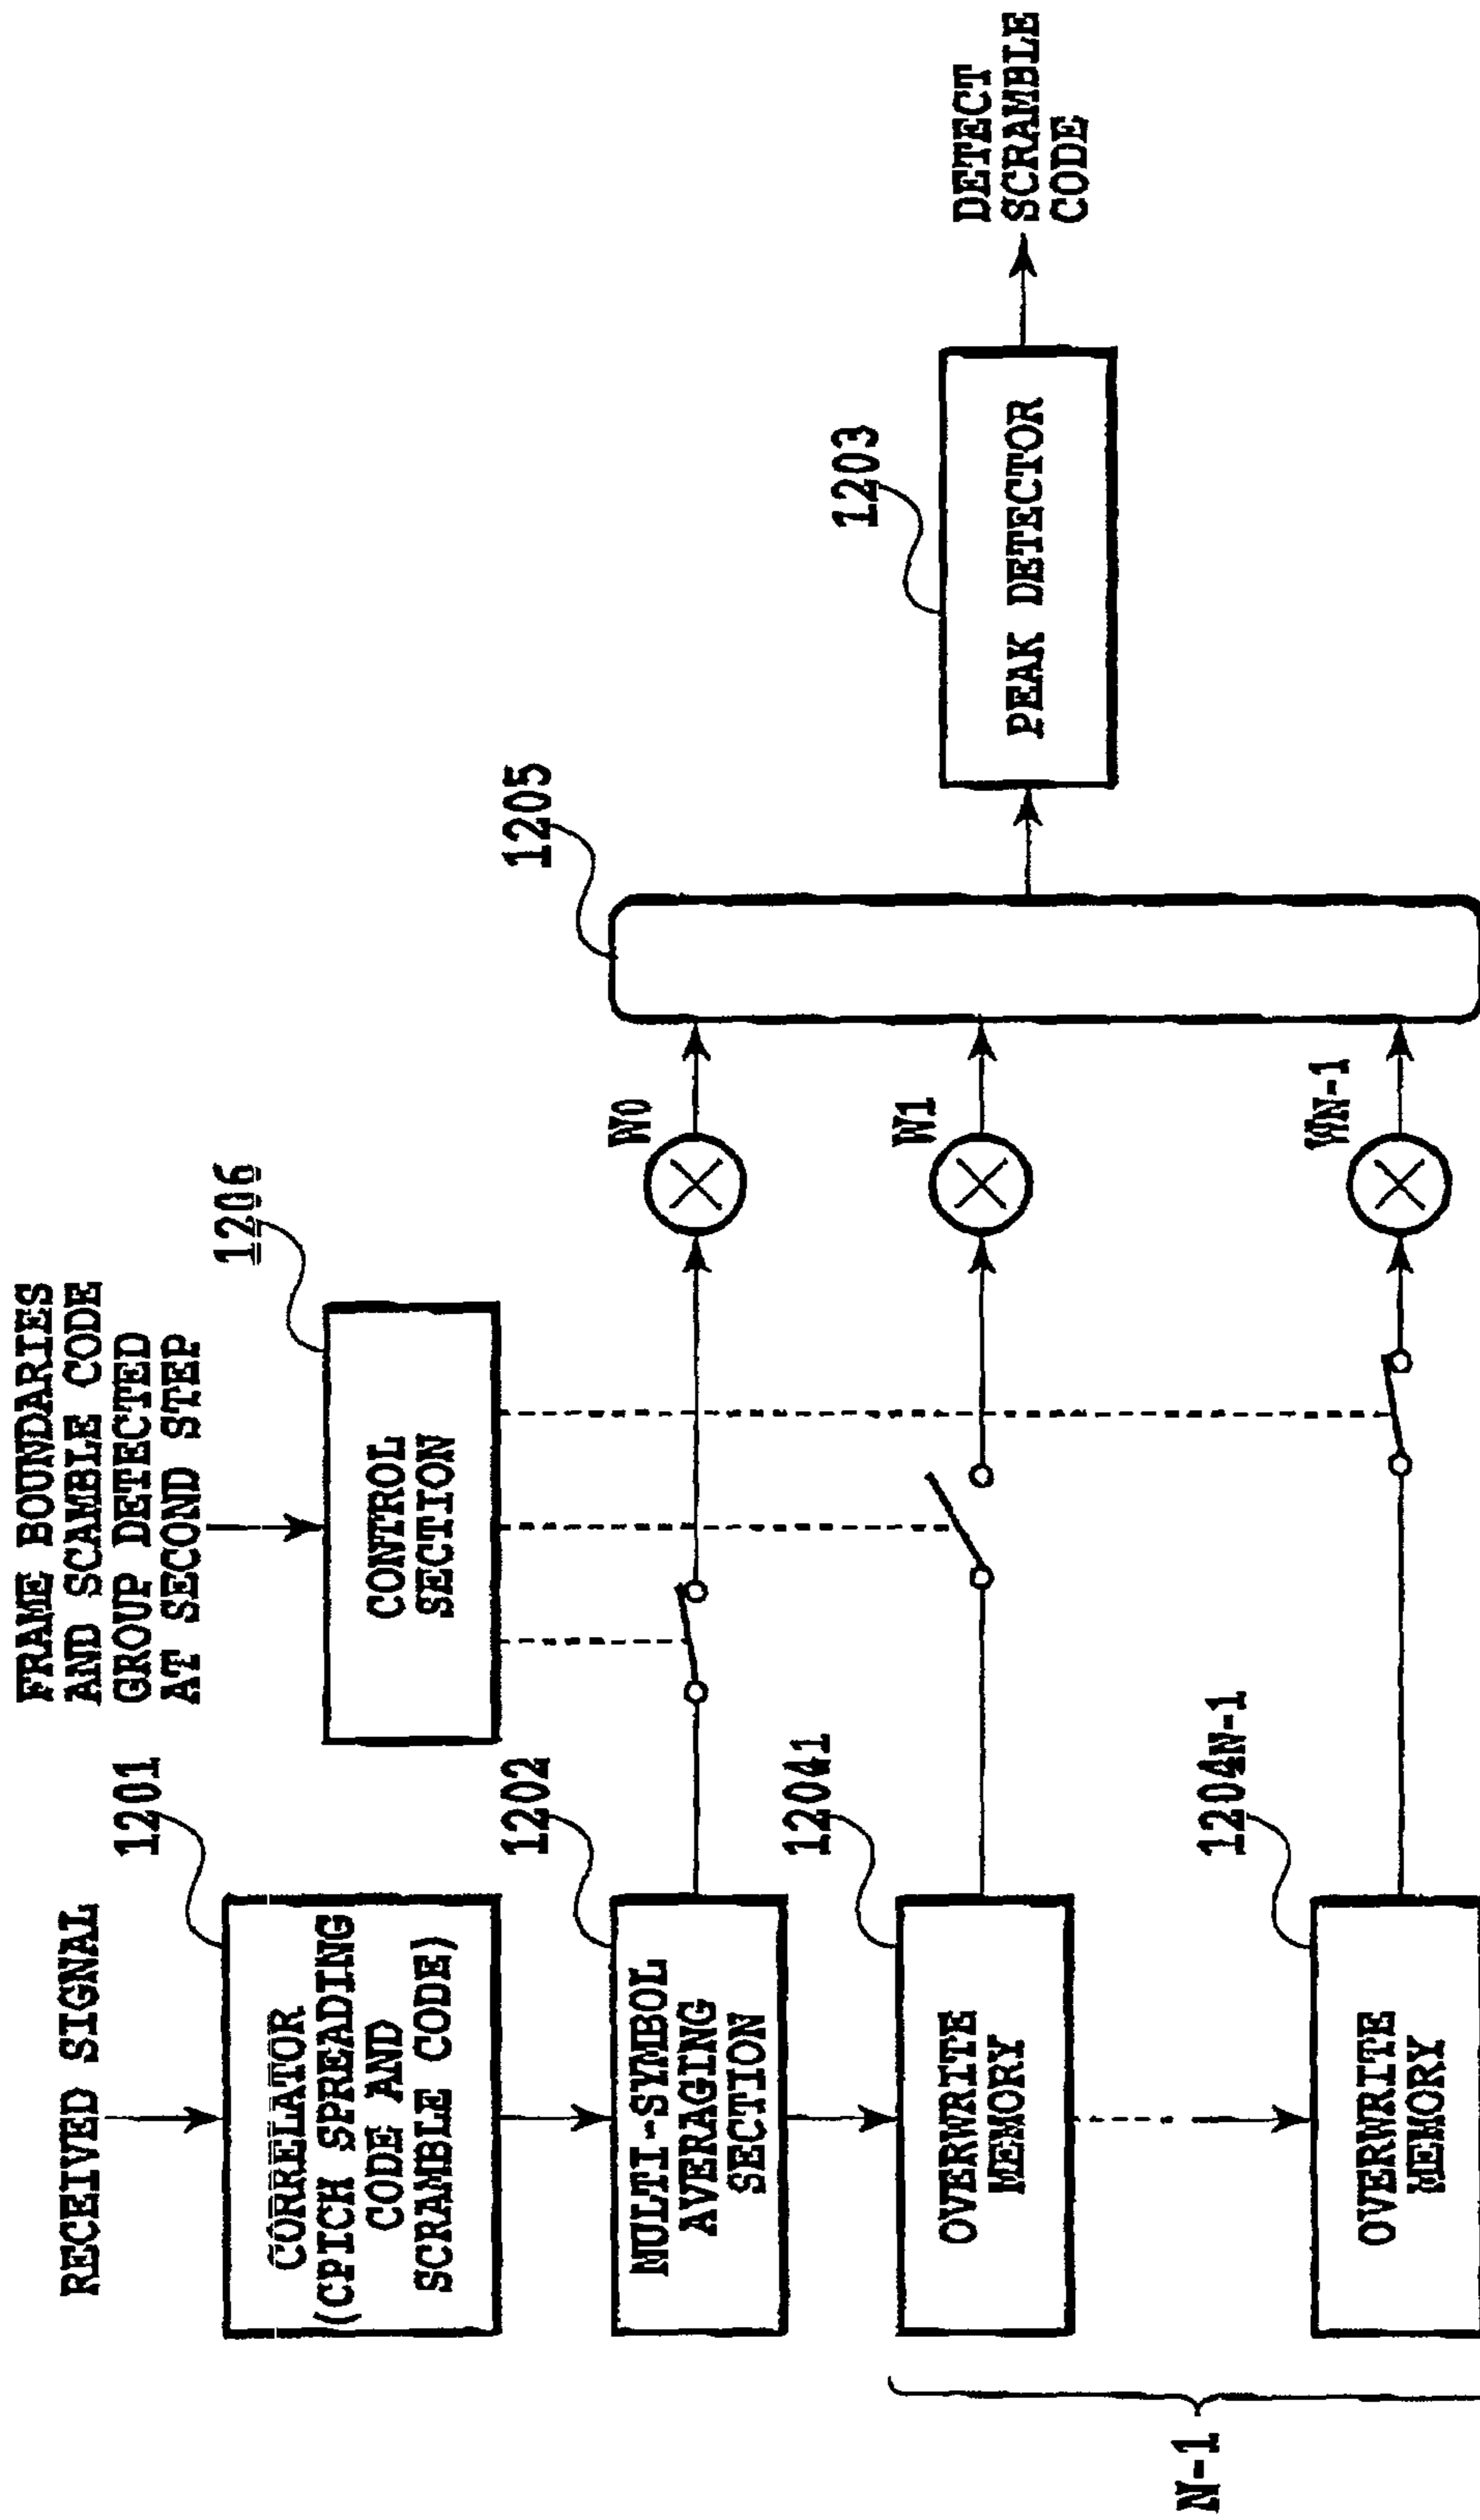 RECEIVED SIGNAL
1201
CORRELATOR
(CPICH SPREADING
CODE AND
SCRAMBLE CODE)
FRAME BOUNDARIES
AND SCAMBLE CODE
GROUP DETECTED
AT SECOND STEP
1206
CONTROL
SECTION
1202
MULTI-SYMBOL
AVERAGING
SECTION
W0
1205
12041
OVERWRITE
MEMORY
W1
1203
PEAK DETECTOR
DETECT
SCRAMBLE
CODE
N-1
1204N-1
OVERWRITE
MEMORY
WN-1